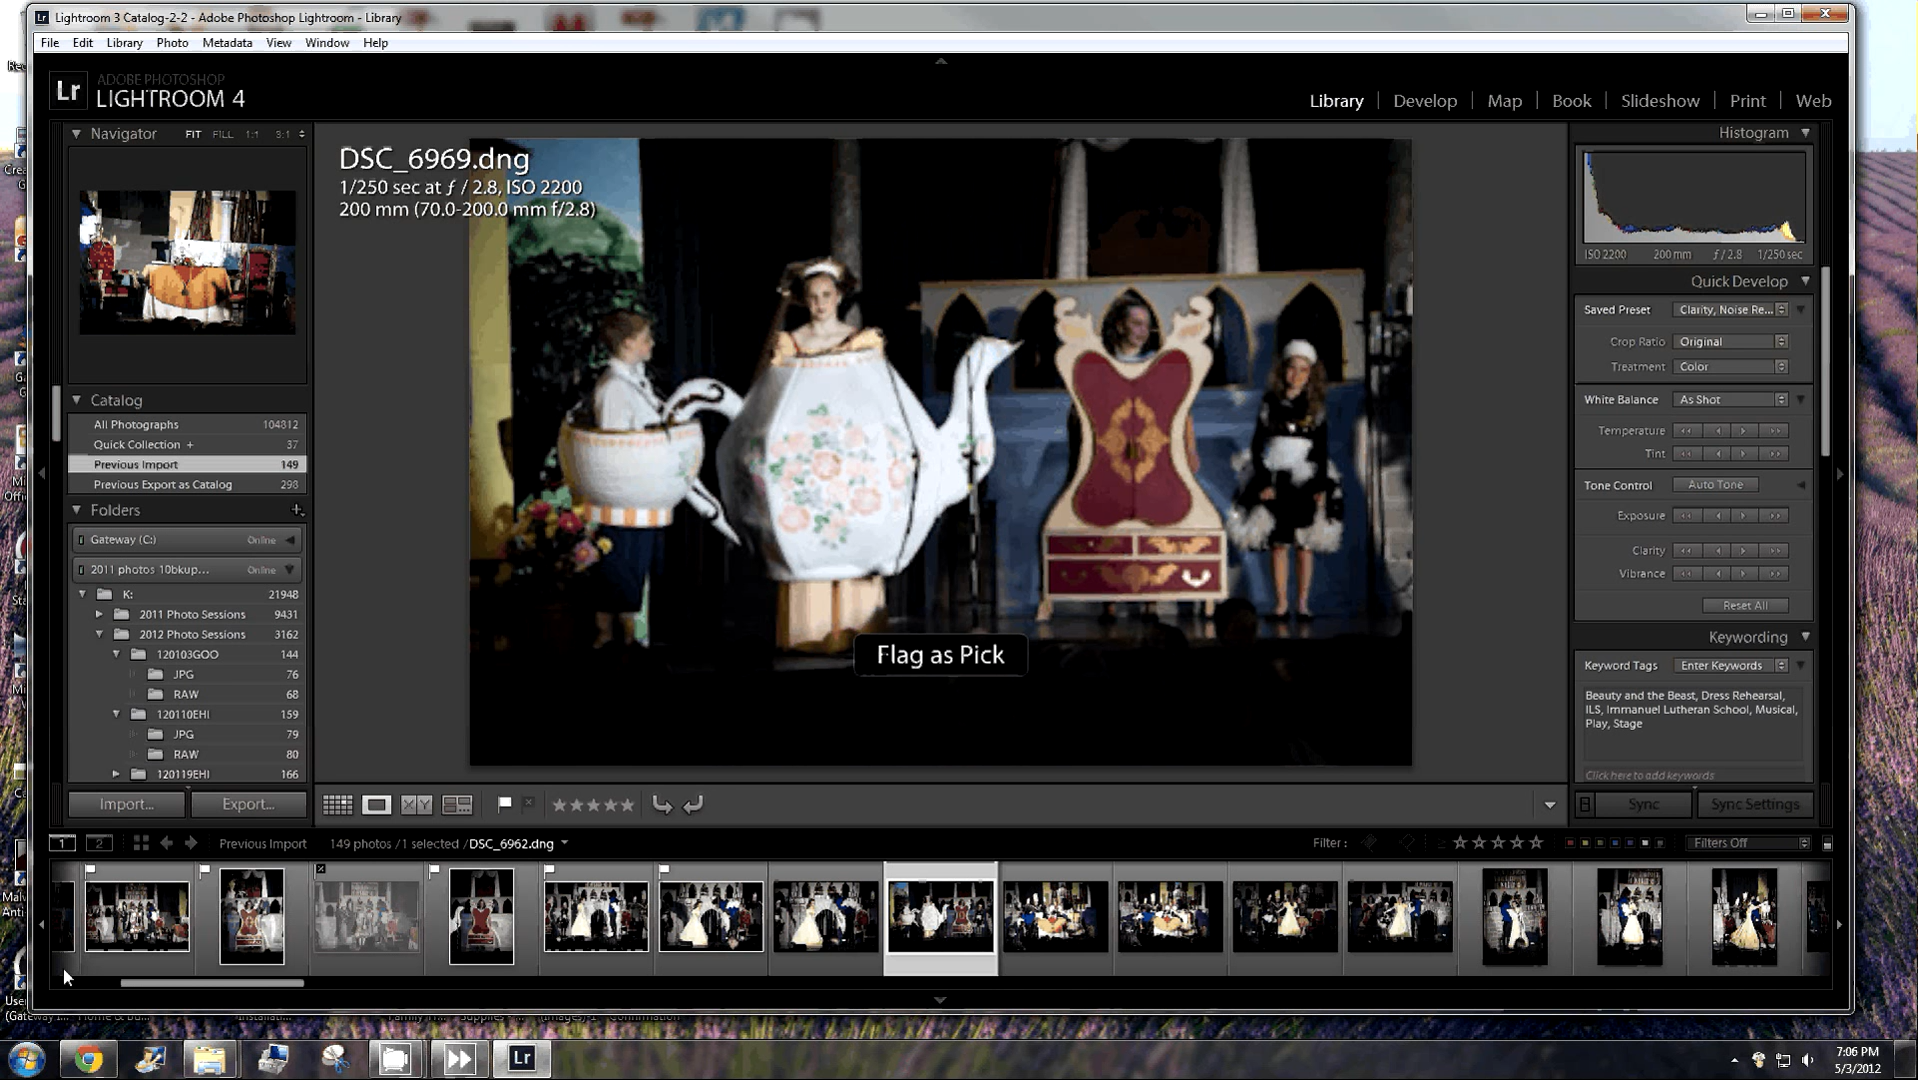 Lightroom 3 Catalog-2-2 - Adobe Photoshop Lightroom - Library
File Edit Library Photo Metadata View Window Help
Lr ADOBE PHOTOSHOP
LIGHTROOM 4
Library | Develop | Map | Book | Slideshow | Print | Web
Navigator FIT FILL 1:1 3:1
Histogram
DSC_6969.dng
1/250 sec at ƒ / 2.8, ISO 2200
200 mm (70.0-200.0 mm f/2.8)
ISO 2200 200 mm ƒ / 2.8 1/250 sec
Quick Develop
Saved Preset Clarity, Noise Re...
Crop Ratio Original
Treatment Color
White Balance As Shot
Temperature
Tint
Tone Control Auto Tone
Exposure
Clarity
Vibrance
Reset All
Keywording
Keyword Tags Enter Keywords
Beauty and the Beast, Dress Rehearsal,
ILS, Immanuel Lutheran School, Musical,
Play, Stage
Click here to add keywords
Sync Sync Settings
Catalog
All Photographs 104812
Quick Collection + 37
Previous Import 149
Previous Export as Catalog 298
Folders
Gateway (C:) Online
2011 photos 10bkup... Online
K: 21948
2011 Photo Sessions 9431
2012 Photo Sessions 3162
120103GOO 144
JPG 76
RAW 68
120110EHI 159
JPG 79
RAW 80
120119EHI 166
Import... Export...
Flag as Pick
1 2 Previous Import 149 photos / 1 selected / DSC_6962.dng
Filter : Filters Off
Lr
7:06 PM
5/3/2012